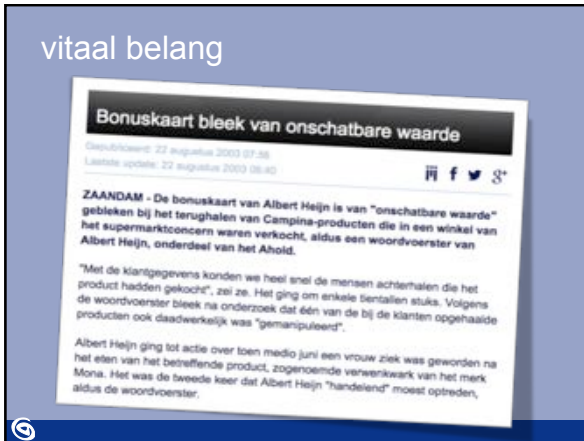 vitaal belang
Bonuskaart bleek van onschatbare waarde
Gepubliceerd: 22 augustus 2003 07:38
Laatste update: 22 augustus 2003 08:40
ZAANDAM - De bonuskaart van Albert Heijn is van "onschatbare waarde"
gebleken bij het terughalen van Campina-producten die in een winkel van
het supermarktconcern waren verkocht, aldus een woordvoerster van
Albert Heijn, onderdeel van het Ahold.
"Met de klantgegevens konden we heel snel de mensen achterhalen die het
product hadden gekocht", zei ze. Het ging om enkele tientallen stuks. Volgens
de woordvoerster bleek na onderzoek dat één van de bij de klanten opgehaalde
producten ook daadwerkelijk was "gemanipuleerd".
Albert Heijn ging tot actie over toen medio juni een vrouw ziek was geworden na
het eten van het betreffende product, zogenoemde verwenkwark van het merk
Mona. Het was de tweede keer dat Albert Heijn "handelend" moest optreden,
aldus de woordvoerster.